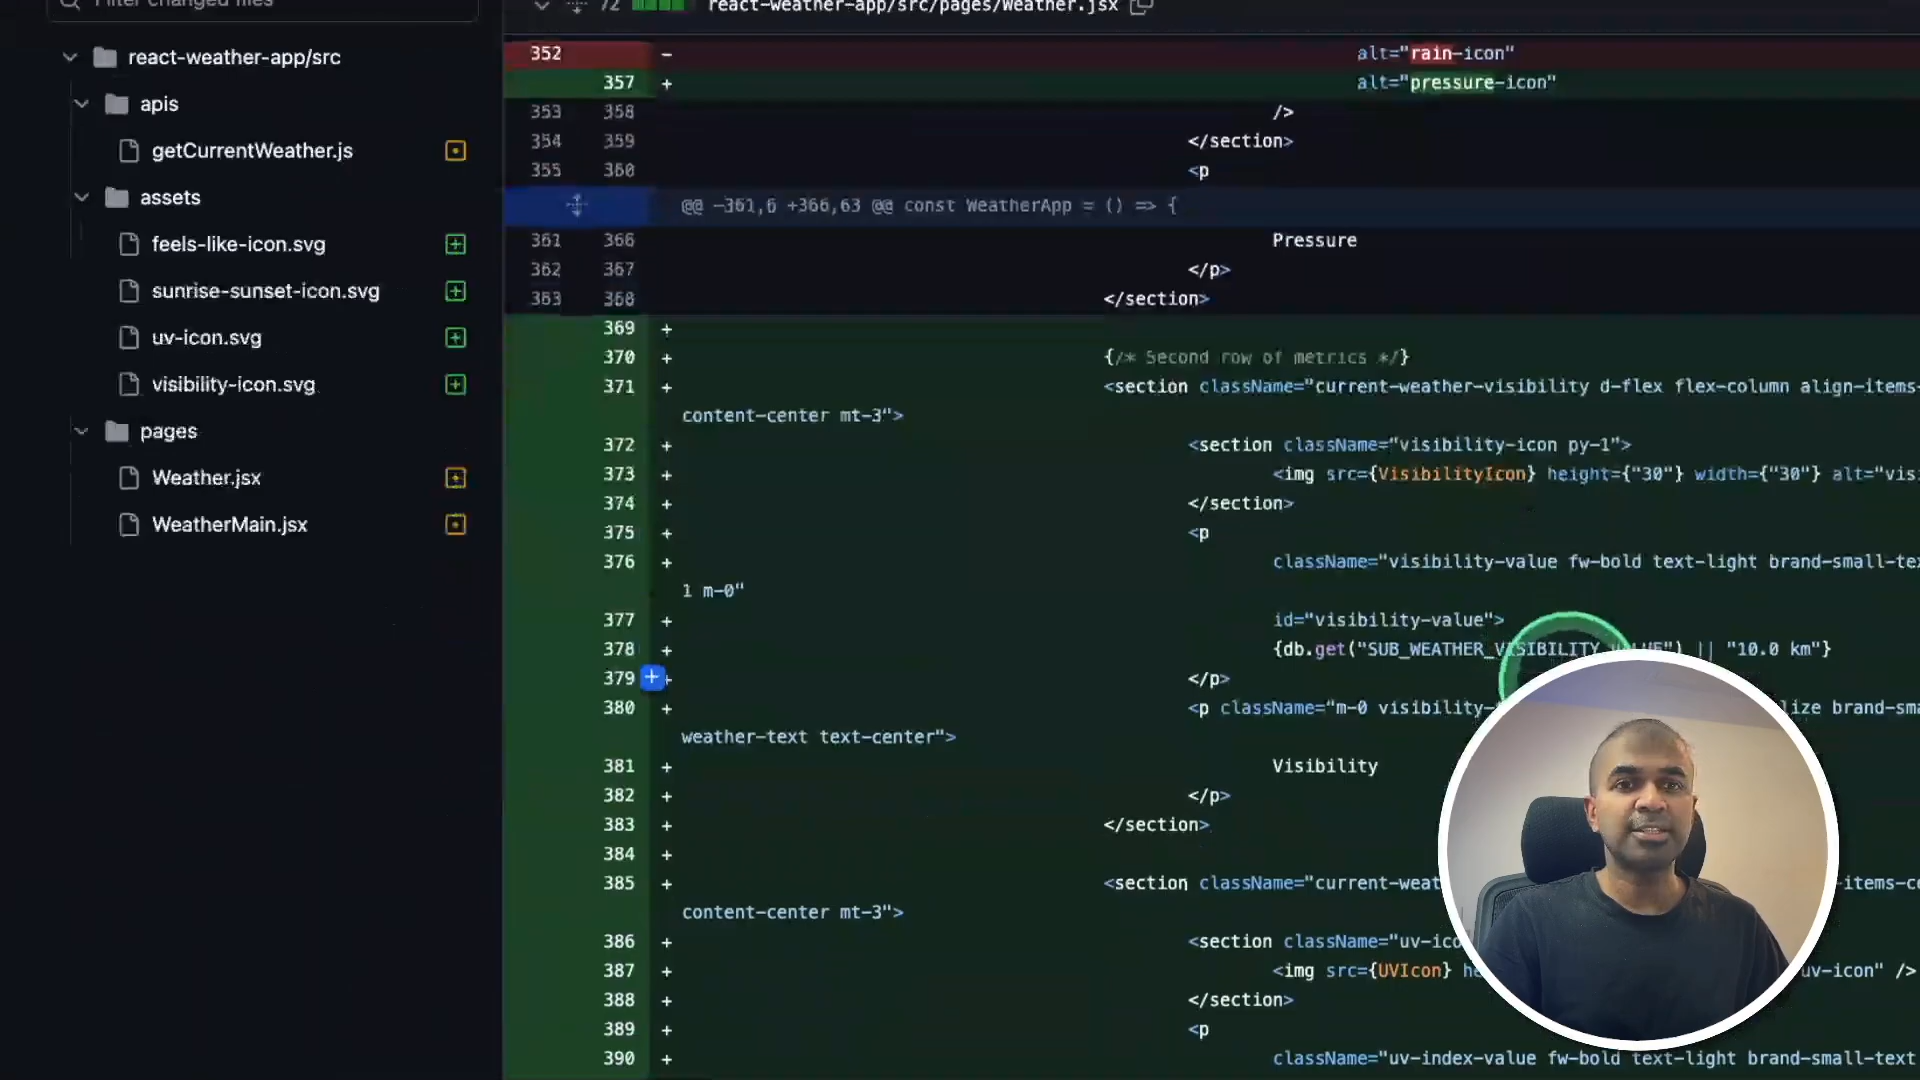 Filter changed files
react-weather-app/src
apis
getCurrentWeather.js
assets
feels-like-icon.svg
sunrise-sunset-icon.svg
uv-icon.svg
visibility-icon.svg
pages
Weather.jsx
WeatherMain.jsx
72 react-weather-app/src/pages/Weather.jsx
352 - alt="rain-icon"
357 + alt="pressure-icon"
353 358 />
354 359 </section>
355 360 <p
@@ -361,6 +366,63 @@ const WeatherApp = () => {
361 366 Pressure
362 367 </p>
363 368 </section>
369 +
370 + {/* Second row of metrics */}
371 + <section className="current-weather-visibility d-flex flex-column align-items-
content-center mt-3">
372 + <section className="visibility-icon py-1">
373 + <img src={VisibilityIcon} height={"30"} width={"30"} alt="vis
374 + </section>
375 + <p
376 + className="visibility-value fw-bold text-light brand-small-te
1 m-0"
377 + id="visibility-value">
378 + {db.get("SUB_WEATHER_VISIBILITY_VALUE") || "10.0 km"}
379 + </p>
380 + <p className="m-0 visibility- lize brand-sma
weather-text text-center">
381 + Visibility
382 + </p>
383 + </section>
384 +
385 + <section className="current-weat -items-ce
content-center mt-3">
386 + <section className="uv-ico
387 + <img src={UVIcon} he uv-icon" />
388 + </section>
389 + <p
390 + className="uv-index-value fw-bold text-light brand-small-text